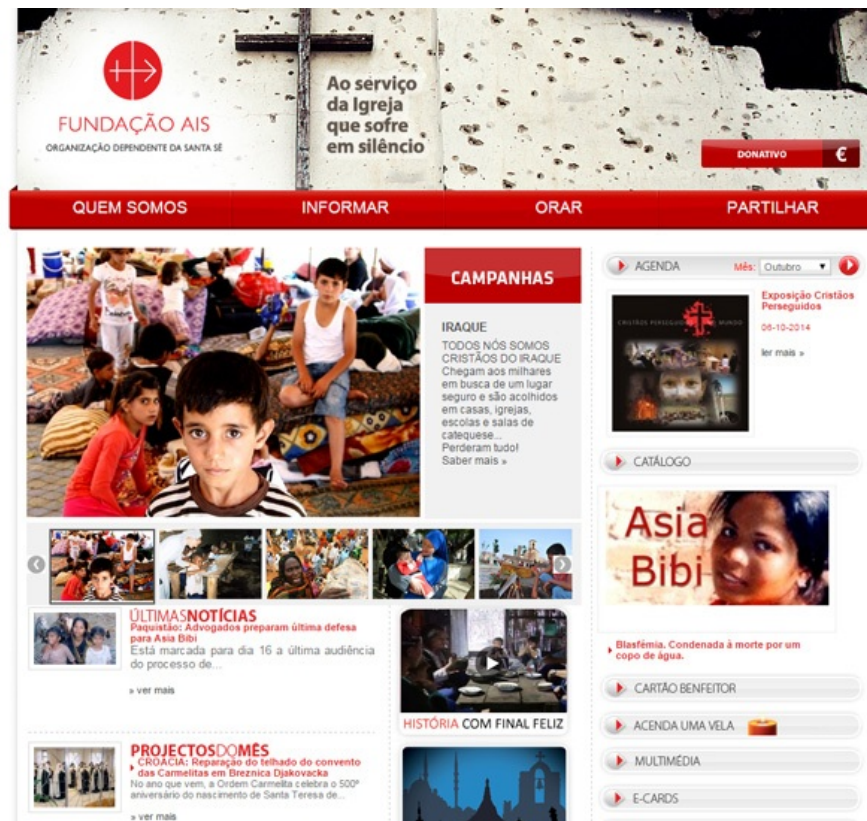 FUNDAÇÃO AIS
ORGANIZAÇÃO DEPENDENTE DA SANTA SÉ
Ao serviço
da Igreja
que sofre
em silêncio
DONATIVO €
QUEM SOMOS INFORMAR ORAR PARTILHAR
CAMPANHAS
IRAQUE
TODOS NÓS SOMOS
CRISTÃOS DO IRAQUE
Chegam aos milhares
em busca de um lugar
seguro e são acolhidos
em casas, igrejas,
escolas e salas de
catequese...
Perderam tudo!
Saber mais »
ÚLTIMASNOTÍCIAS
Paquistão: Advogados preparam última defesa
para Asia Bibi
Está marcada para dia 16 a última audiência
do processo de...
» ver mais
PROJECTOSDOMÊS
CROÁCIA: Reparação do telhado do convento
das Carmelitas em Breznica Djakovacka
No ano que vem, a Ordem Carmelita celebra o 500º
aniversário do nascimento de Santa Teresa de...
» ver mais
HISTÓRIA COM FINAL FELIZ
AGENDA Mês: Outubro
CRISTÃOS PERSEGUIDOS NO MUNDO
Exposição Cristãos
Perseguidos
06-10-2014
ler mais »
CATÁLOGO
Asia
Bibi
Blasfémia. Condenada à morte por um
copo de água.
CARTÃO BENFEITOR
ACENDA UMA VELA
MULTIMÉDIA
E-CARDS